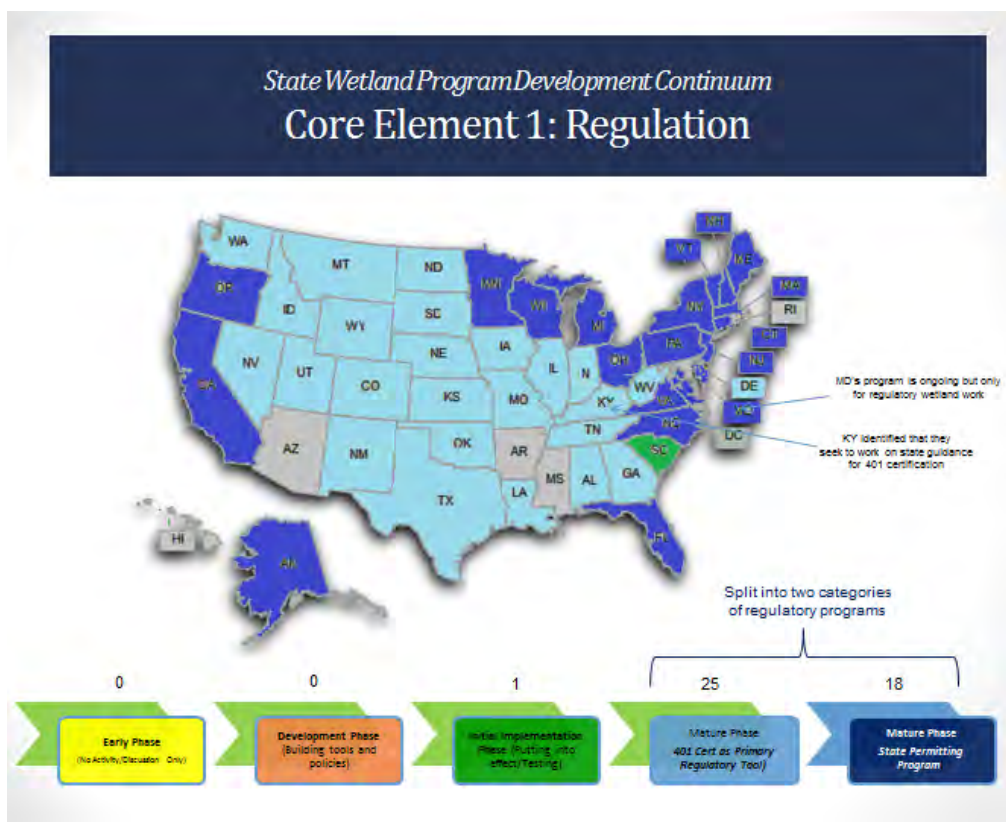 State Wetland Program Development Continuum
Core Element 1: Regulation
NH
VT
ME
WA
MT
ND
MN
OR
MA
ID
SD
WI
NY
RI
WY
MI
CT
IA
PA
NE
OH
NJ
NV
IL
IN
UT
DE
CO
WV
CA
KS
MO
VA
MD
KY
MD's program is ongoing but only
for regulatory wetland work
NC
TN
DC
OK
AZ
AR
SC
NM
KY identified that they
seek to work on state guidance
for 401 certification
MS
AL
GA
LA
TX
FL
HI
AK
Split into two categories
of regulatory programs
0
0
1
25
18
Early Phase
(No Activity/Discussion Only)
Development Phase
(Building tools and
policies)
Initial Implementation
Phase (Putting into
effect/Testing)
Mature Phase
401 Cert as Primary
Regulatory Tool)
Mature Phase
State Permitting
Program